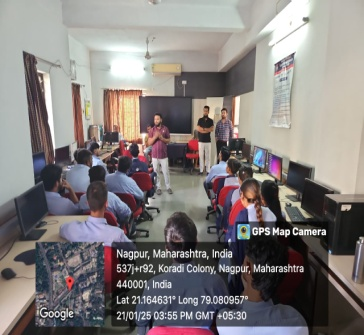 GPS Map Camera
Nagpur, Maharashtra, India
537j+r92, Koradi Colony, Nagpur, Maharashtra
440001, India
Lat 21.164631° Long 79.080957°
21/01/25 03:55 PM GMT +05:30
Google